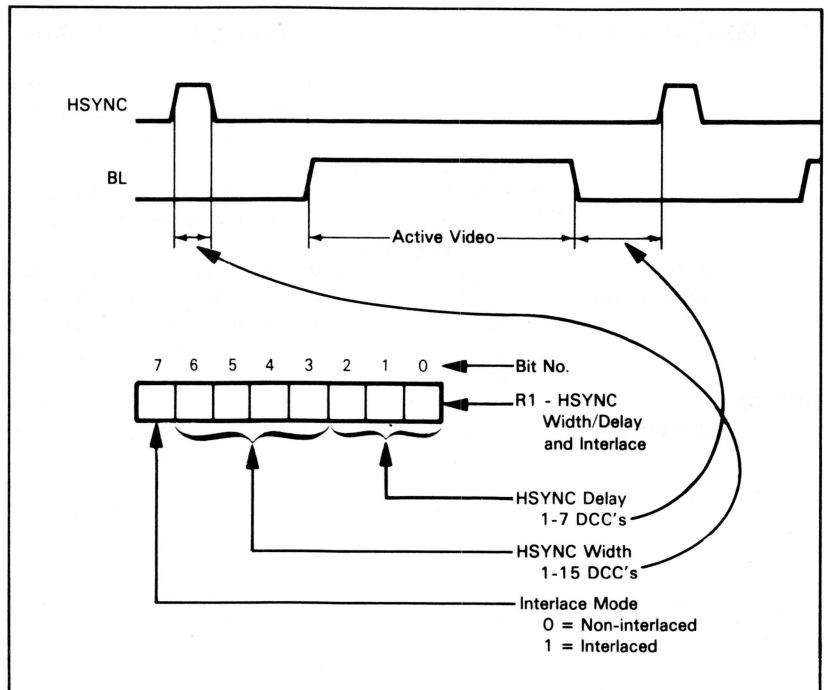 HSYNC
BL
Active Video
7 6 5 4 3 2 1 0
Bit No.
R1 - HSYNC
Width/Delay
and Interlace
HSYNC Delay
1-7 DCC's
HSYNC Width
1-15 DCC's
Interlace Mode
0 = Non-interlaced
1 = Interlaced